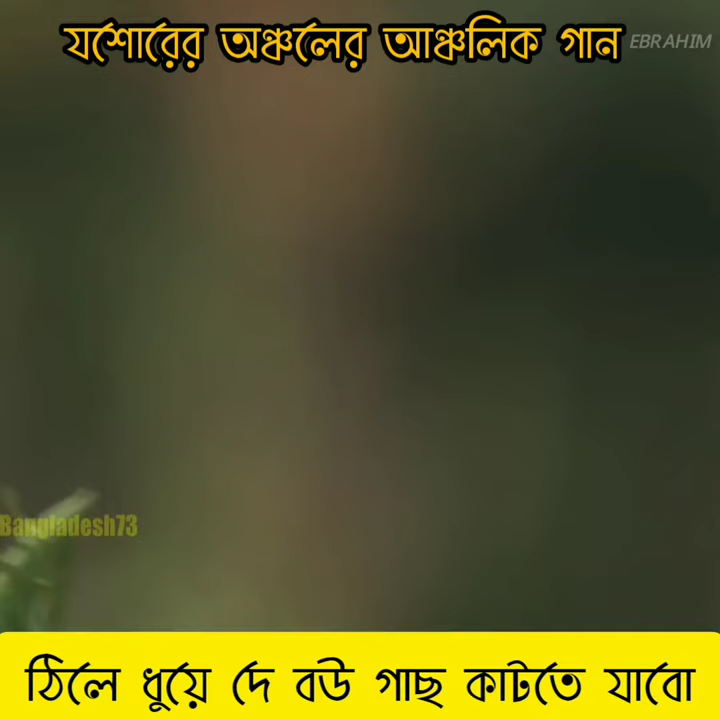 যশোরের অঞ্চলের আঞ্চলিক গান
EBRAHIM
Bangladesh73
ঠিলে ধুয়ে দে বউ গাছ কাটতে যাবো